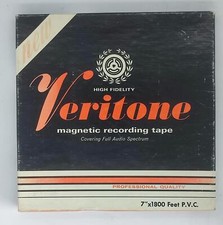 HIGH FIDELITY
Veritone
magnetic recording tape
Covering Full Audio Spectrum
PROFESSIONAL QUALITY
7"x1800 Feet P.V.C.